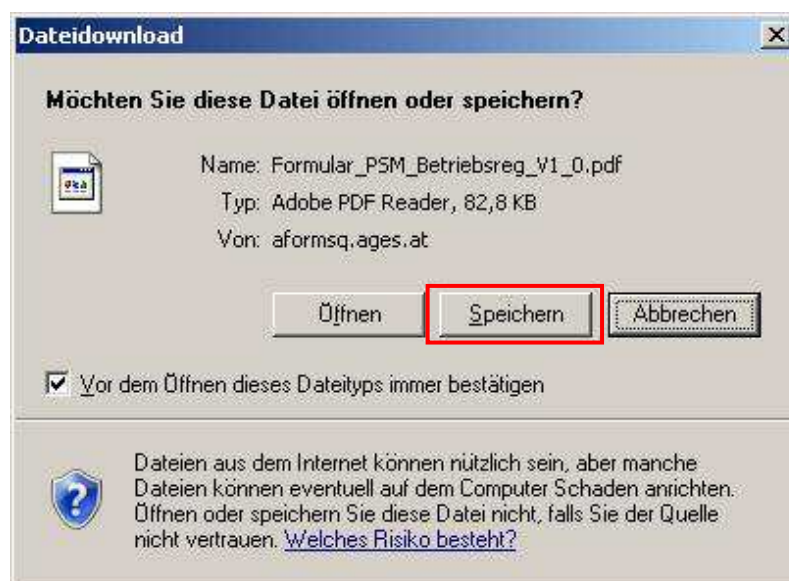 Dateidownload
Möchten Sie diese Datei öffnen oder speichern?
Name: Formular_PSM_Betriebsreg_V1_0.pdf
Typ: Adobe PDF Reader, 82,8 KB
Von: aformsq.ages.at
Öffnen Speichern Abbrechen
Vor dem Öffnen dieses Dateityps immer bestätigen
Dateien aus dem Internet können nützlich sein, aber manche
Dateien können eventuell auf dem Computer Schaden anrichten.
Öffnen oder speichern Sie diese Datei nicht, falls Sie der Quelle
nicht vertrauen. Welches Risiko besteht?